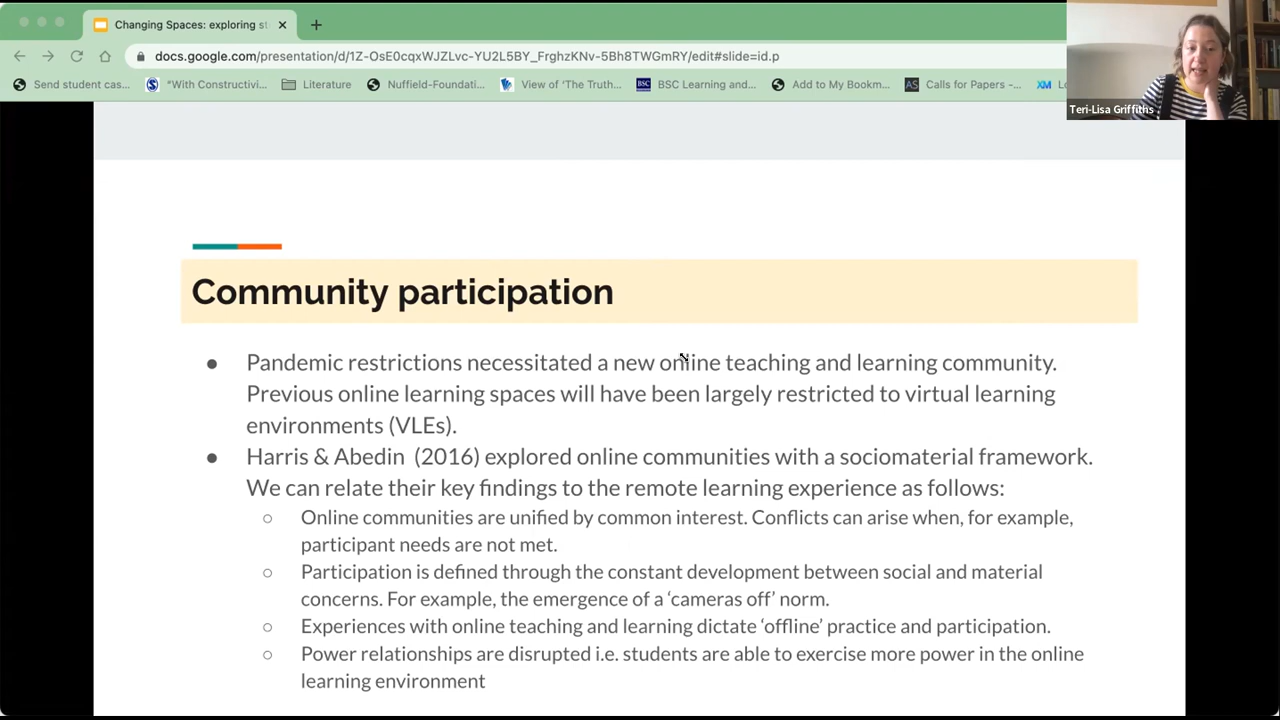 Changing Spaces: exploring st
docs.google.com/presentation/d/1Z-OsE0cqxWJZLvc-YU2L5BY_FrghzKNv-5Bh8TWGmRY/edit#slide=id.p
Send student cas... "With Constructivi... Literature Nuffield-Foundati... View of 'The Truth... BSC Learning and... Add to My Bookm... AS Calls for Papers -... XM
Teri-Lisa Griffiths
Community participation
● Pandemic restrictions necessitated a new online teaching and learning community.
Previous online learning spaces will have been largely restricted to virtual learning
environments (VLEs).
● Harris & Abedin (2016) explored online communities with a sociomaterial framework.
We can relate their key findings to the remote learning experience as follows:
○ Online communities are unified by common interest. Conflicts can arise when, for example,
participant needs are not met.
○ Participation is defined through the constant development between social and material
concerns. For example, the emergence of a ‘cameras off’ norm.
○ Experiences with online teaching and learning dictate ‘offline’ practice and participation.
○ Power relationships are disrupted i.e. students are able to exercise more power in the online
learning environment